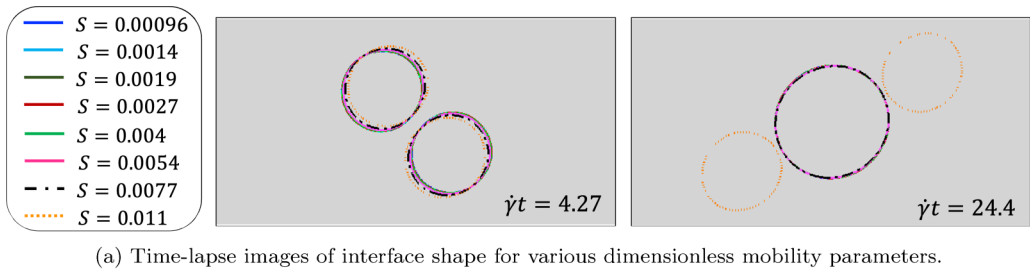 S = 0.00096
S = 0.0014
S = 0.0019
S = 0.0027
S = 0.004
S = 0.0054
S = 0.0077
S = 0.011
γ̇t = 4.27
γ̇t = 24.4
(a) Time-lapse images of interface shape for various dimensionless mobility parameters.